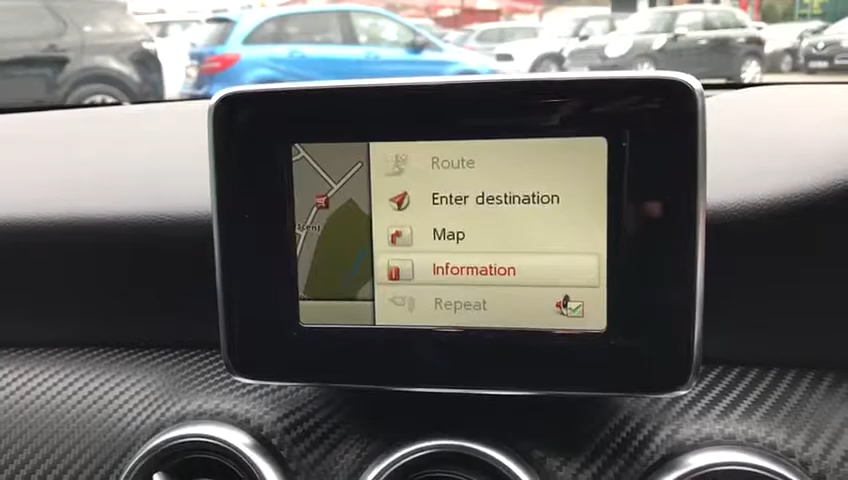 Route
Enter destination
Map
Information
Repeat